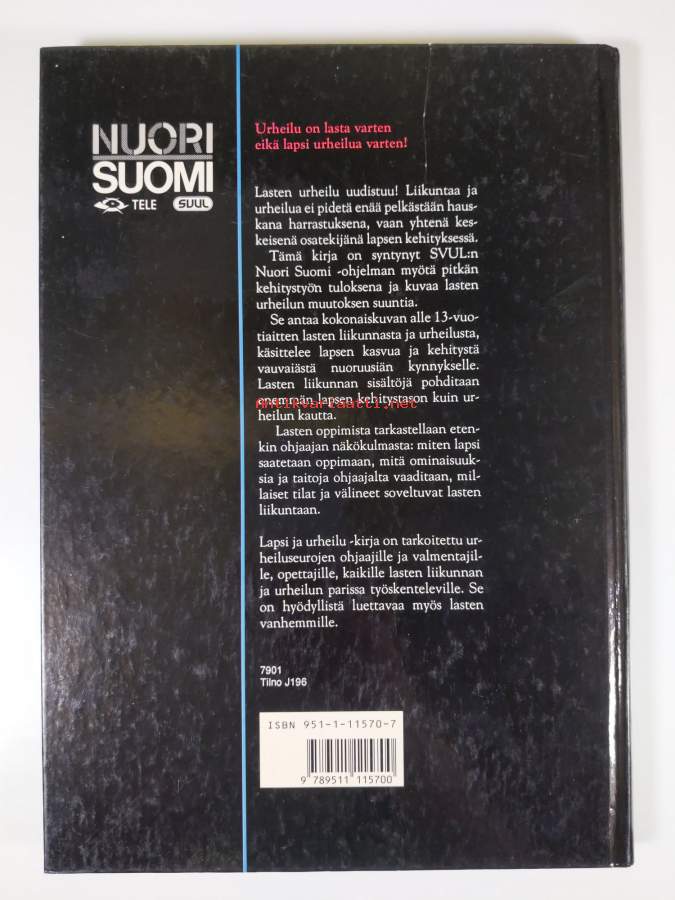 NUORI
SUOMI
TELE SUUL
Urheilu on lasta varten
eikä lapsi urheilua varten!
Lasten urheilu uudistuu! Liikuntaa ja
urheilua ei pidetä enää pelkästään haus-
kana harrastuksena, vaan yhtenä kes-
keisenä osatekijänä lapsen kehityksessä.
Tämä kirja on syntynyt SVUL:n
Nuori Suomi -ohjelman myötä pitkän
kehitystyön tuloksena ja kuvaa lasten
urheilun muutoksen suuntia.
Se antaa kokonaiskuvan alle 13-vuo-
tiaitten lasten liikunnasta ja urheilusta,
käsittelee lapsen kasvua ja kehitystä
vauvaiästä nuoruusiän kynnykselle.
Lasten liikunnan sisältöjä pohditaan
enemmän lapsen kehitystason kuin ur-
antikvariaatti.net
heilun kautta.
Lasten oppimista tarkastellaan eten-
kin ohjaajan näkökulmasta: miten lapsi
saatetaan oppimaan, mitä ominaisuuk-
sia ja taitoja ohjaajalta vaaditaan, mil-
laiset tilat ja välineet soveltuvat lasten
liikuntaan.
Lapsi ja urheilu -kirja on tarkoitettu ur-
heiluseurojen ohjaajille ja valmentajil-
le, opettajille, kaikille lasten liikunnan
ja urheilun parissa työskenteleville. Se
on hyödyllistä luettavaa myös lasten
vanhemmille.
7901
Tilno J196
ISBN 951-1-11570-7
9 789511 115700